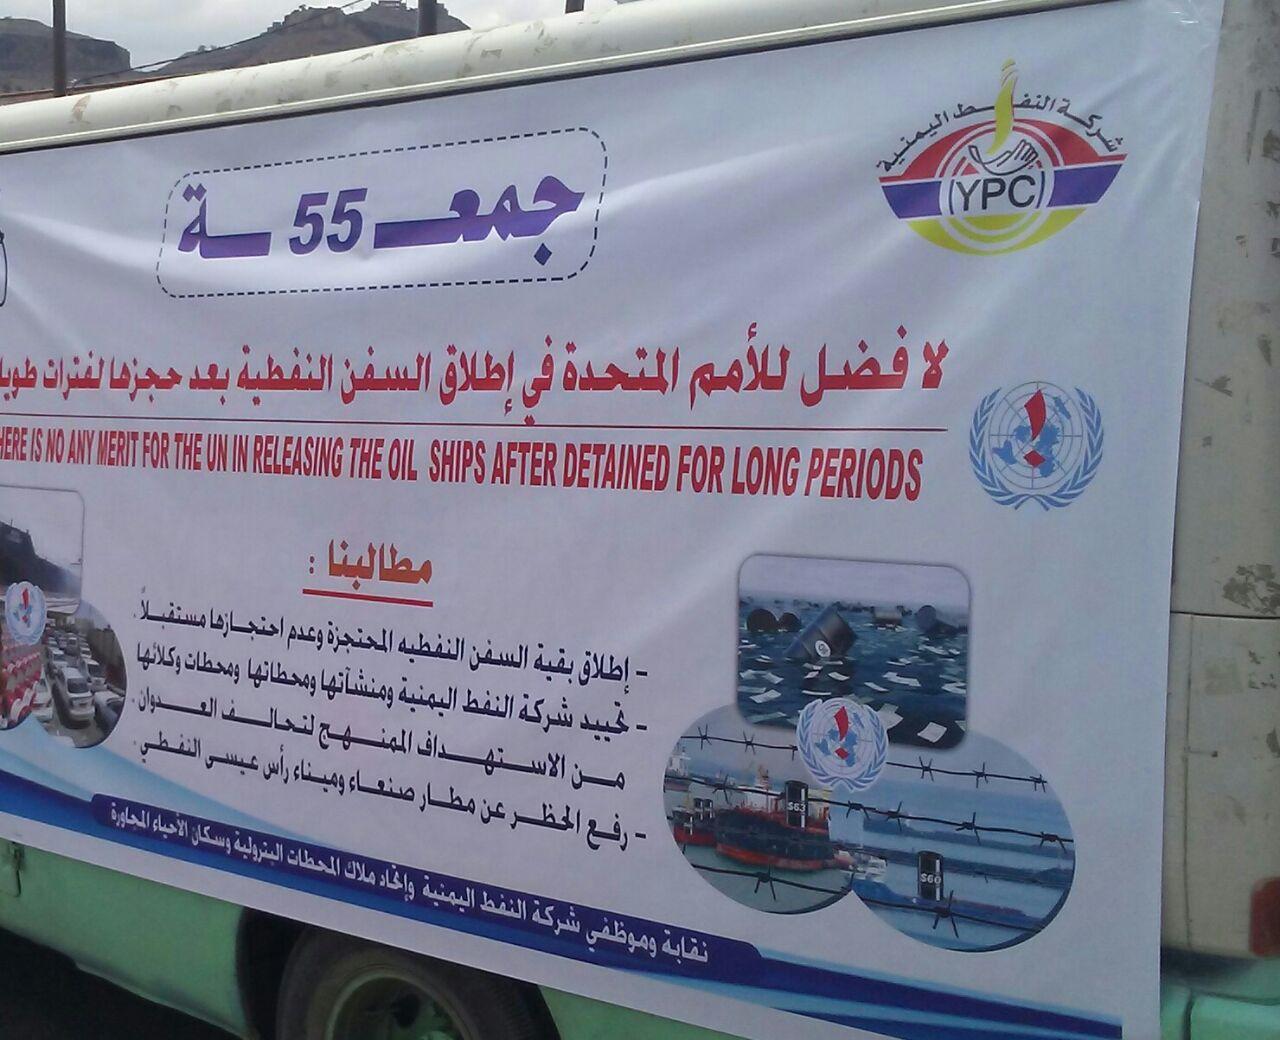 شركة النفط اليمنية
YPC
جمعـ 55 ـة
لا فضل للأمم المتحدة في إطلاق السفن النفطية بعد حجزها لفترات
HERE IS NO ANY MERIT FOR THE UN IN RELEASING THE OIL SHIPS AFTER DETAINED FOR LONG PERIODS
مطالبنا :
- إطلاق بقية السفن النفطيه المحتجزة وعدم احتجازها مستقبلاً .
- تحييد شركة النفط اليمنية ومنشآتها ومحطاتها ومحطات وكلائها
من الاستهداف الممنهج لتحالف العدوان .
- رفع الحظر عن مطار صنعاء وميناء رأس عيسى النفطي .
$63
$60
نقابة وموظفي شركة النفط اليمنية وإتحاد ملاك المحطات البترولية وسكان الأحياء المجاورة